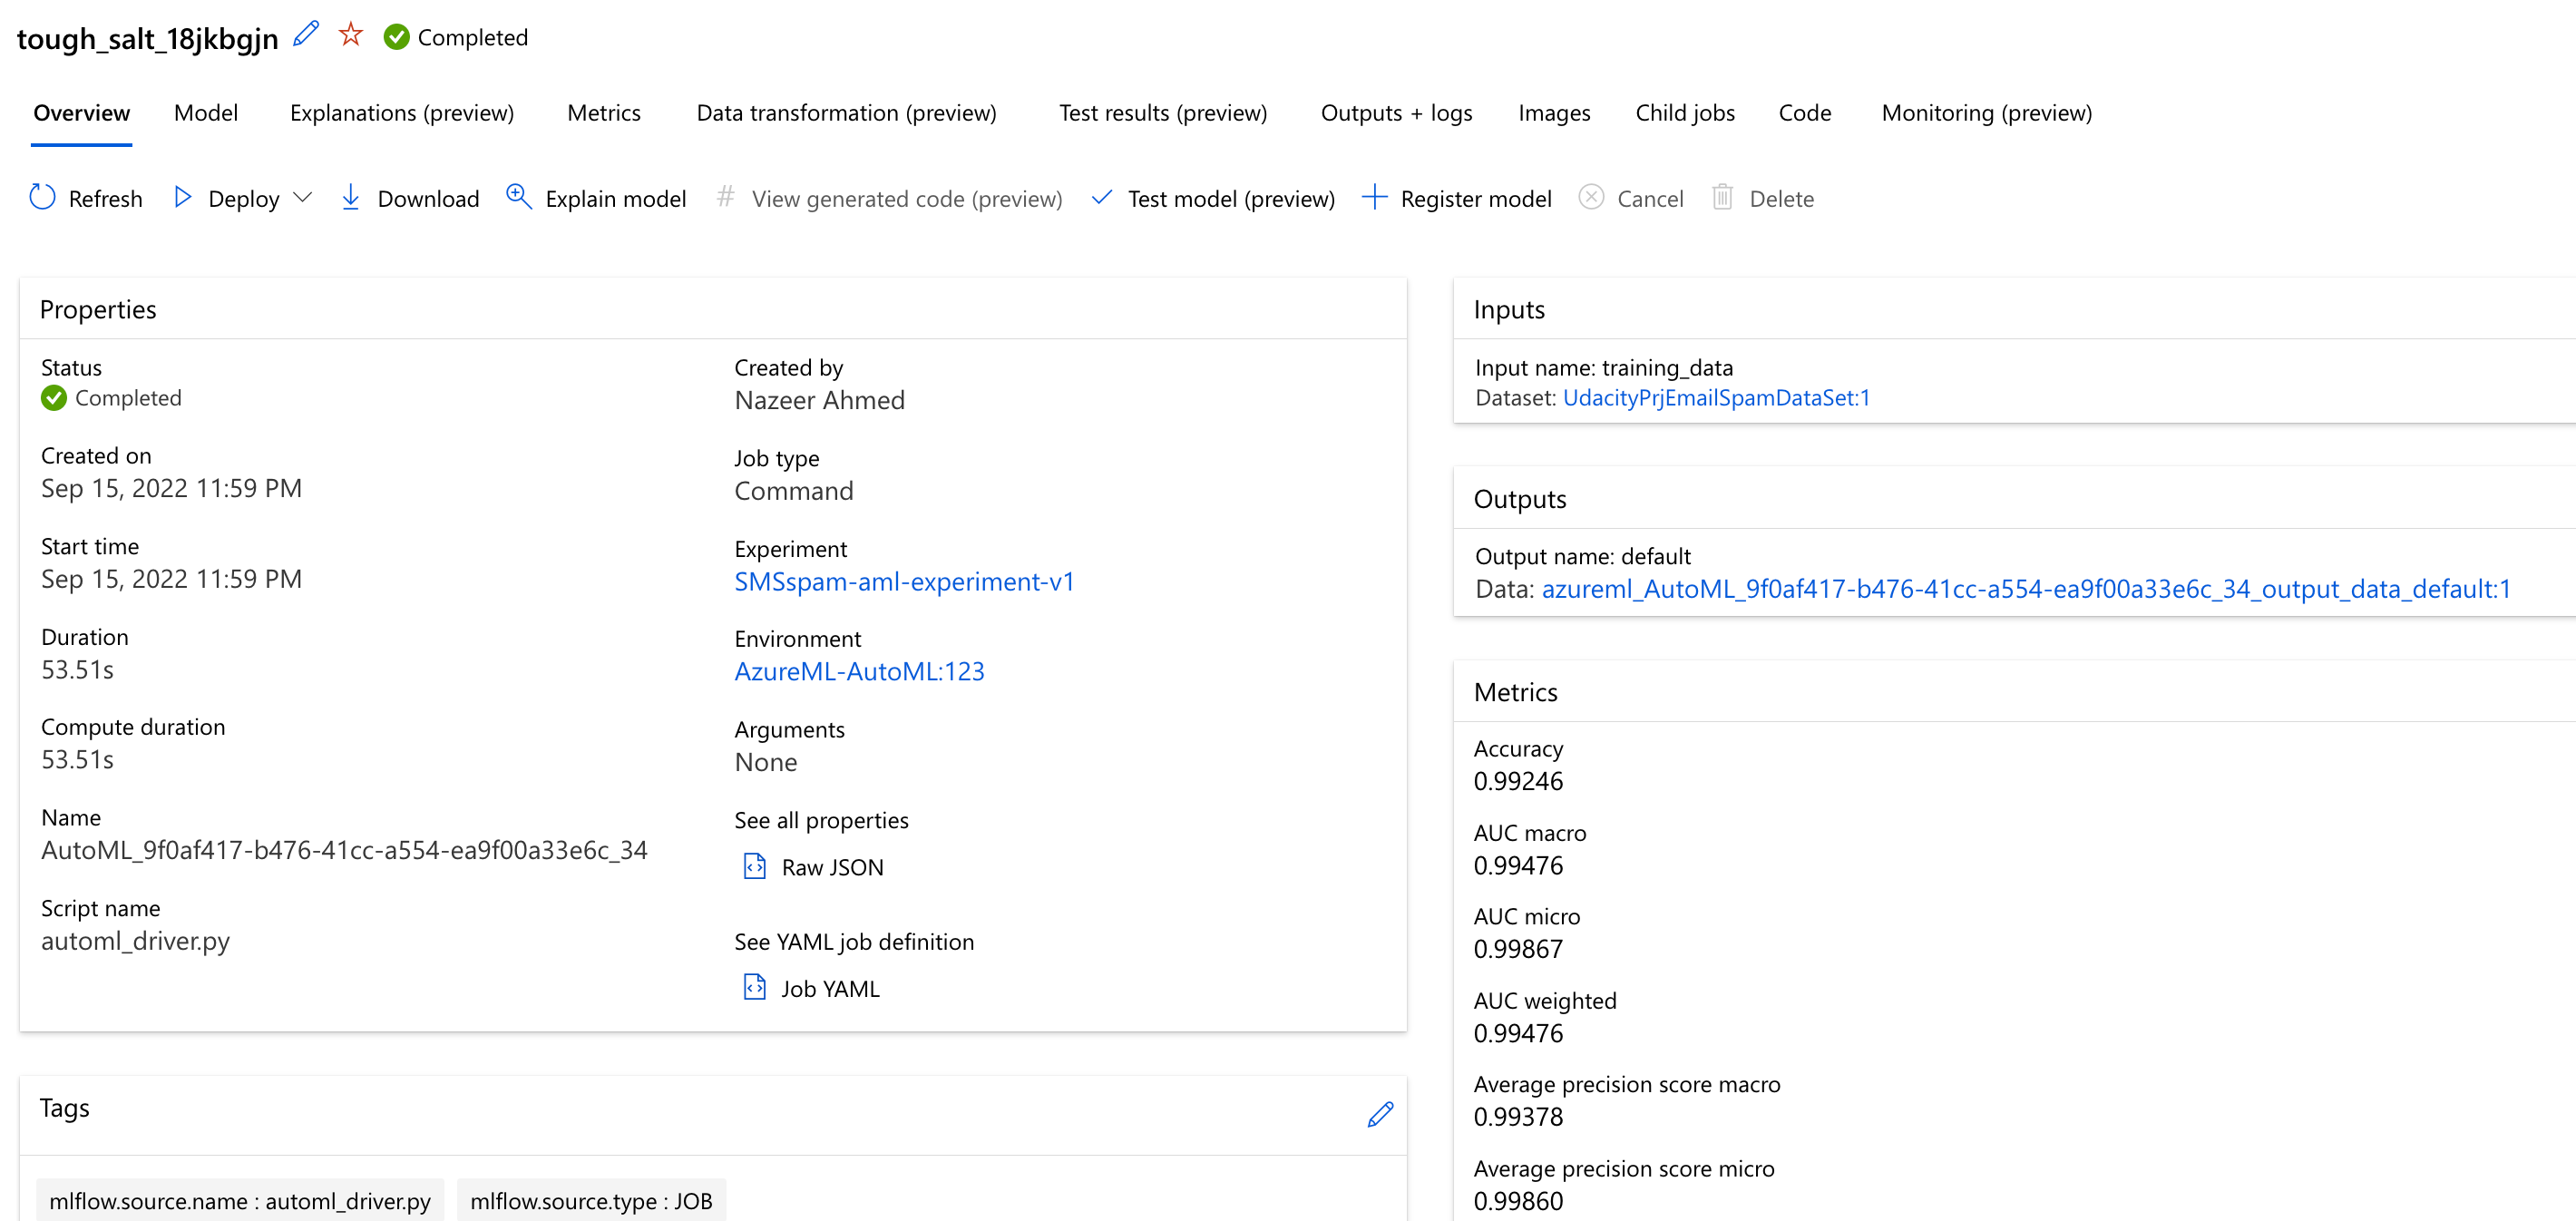 tough_salt_18jkbgjn Completed
Overview Model Explanations (preview) Metrics Data transformation (preview) Test results (preview) Outputs + logs Images Child jobs Code Monitoring (preview)
Refresh Deploy Download Explain model # View generated code (preview) Test model (preview) Register model Cancel Delete
Properties
Status
Completed
Created on
Sep 15, 2022 11:59 PM
Start time
Sep 15, 2022 11:59 PM
Duration
53.51s
Compute duration
53.51s
Name
AutoML_9f0af417-b476-41cc-a554-ea9f00a33e6c_34
Script name
automl_driver.py
Created by
Nazeer Ahmed
Job type
Command
Experiment
SMSspam-aml-experiment-v1
Environment
AzureML-AutoML:123
Arguments
None
See all properties
Raw JSON
See YAML job definition
Job YAML
Tags
mlflow.source.name : automl_driver.py mlflow.source.type : JOB
Inputs
Input name: training_data
Dataset: UdacityPrjEmailSpamDataSet:1
Outputs
Output name: default
Data: azureml_AutoML_9f0af417-b476-41cc-a554-ea9f00a33e6c_34_output_data_default:1
Metrics
Accuracy
0.99246
AUC macro
0.99476
AUC micro
0.99867
AUC weighted
0.99476
Average precision score macro
0.99378
Average precision score micro
0.99860